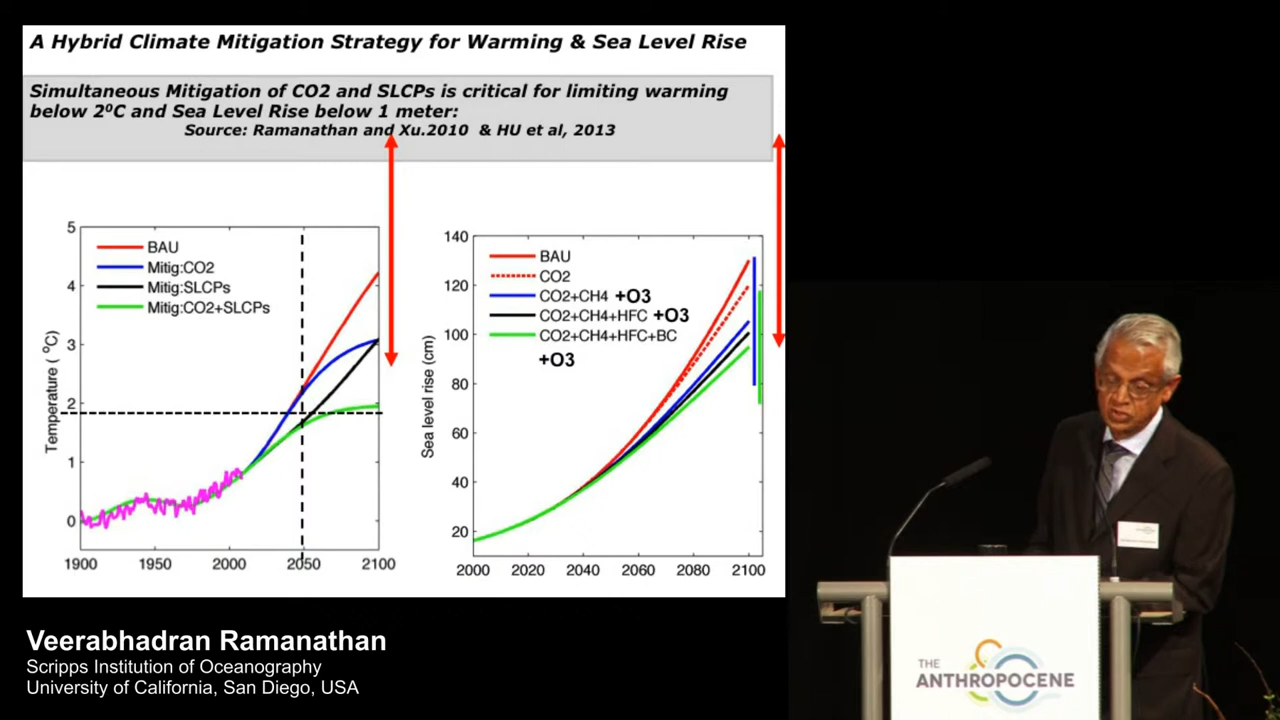 A Hybrid Climate Mitigation Strategy for Warming & Sea Level Rise
Simultaneous Mitigation of CO2 and SLCPs is critical for limiting warming
below 2⁰C and Sea Level Rise below 1 meter:
Source: Ramanathan and Xu.2010 & HU et al, 2013
5
4
3
2
1
0
Temperature ( °C)
BAU
Mitig:CO2
Mitig:SLCPs
Mitig:CO2+SLCPs
1900
1950
2000
2050
2100
140
120
100
80
60
40
20
Sea level rise (cm)
BAU
CO2
CO2+CH4 +O3
CO2+CH4+HFC +O3
CO2+CH4+HFC+BC
+O3
2000
2020
2040
2060
2080
2100
Veerabhadran Ramanathan
Scripps Institution of Oceanography
University of California, San Diego, USA
THE
ANTHROPOCENE